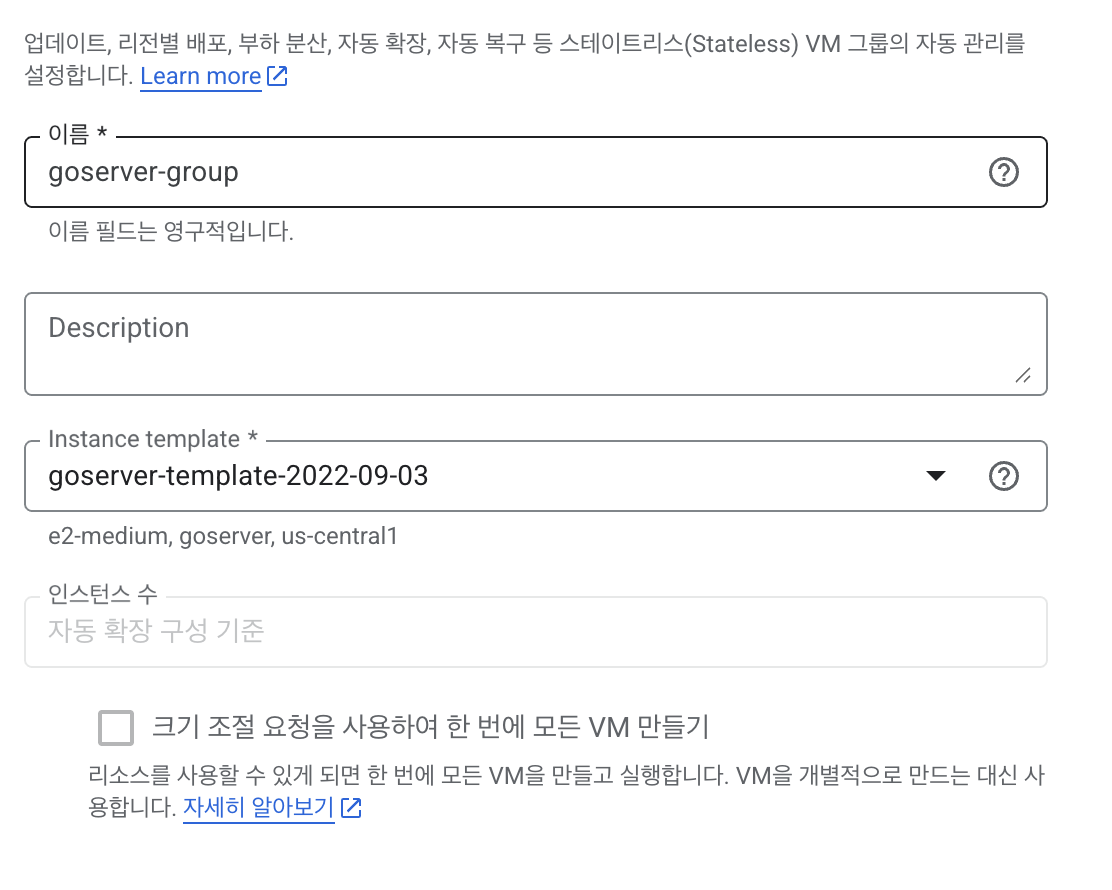 업데이트, 리전별 배포, 부하 분산, 자동 확장, 자동 복구 등 스테이트리스(Stateless) VM 그룹의 자동 관리를
설정합니다. Learn more
이름 *
goserver-group
이름 필드는 영구적입니다.
Description
Instance template *
goserver-template-2022-09-03
e2-medium, goserver, us-central1
인스턴스 수
자동 확장 구성 기준
크기 조절 요청을 사용하여 한 번에 모든 VM 만들기
리소스를 사용할 수 있게 되면 한 번에 모든 VM을 만들고 실행합니다. VM을 개별적으로 만드는 대신 사
용합니다. 자세히 알아보기